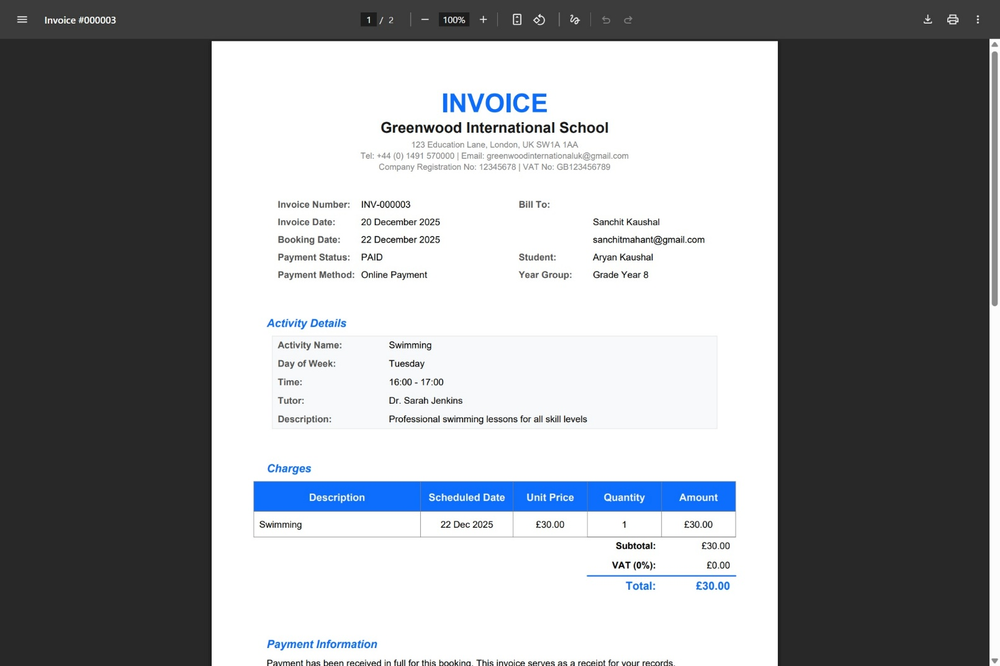 Invoice #000003
1 / 2
100%
INVOICE
Greenwood International School
123 Education Lane, London, UK SW1A 1AA
Tel: +44 (0) 1491 570000 | Email: greenwoodinternationaluk@gmail.com
Company Registration No: 12345678 | VAT No: GB123456789
Invoice Number: INV-000003 Bill To:
Invoice Date: 20 December 2025 Sanchit Kaushal
Booking Date: 22 December 2025 sanchitmahant@gmail.com
Payment Status: PAID Student: Aryan Kaushal
Payment Method: Online Payment Year Group: Grade Year 8
Activity Details
Activity Name: Swimming
Day of Week: Tuesday
Time: 16:00 - 17:00
Tutor: Dr. Sarah Jenkins
Description: Professional swimming lessons for all skill levels
Charges
Description Scheduled Date Unit Price Quantity Amount
Swimming 22 Dec 2025 £30.00 1 £30.00
Subtotal: £30.00
VAT (0%): £0.00
Total: £30.00
Payment Information
Payment has been received in full for this booking. This invoice serves as a receipt for your records.